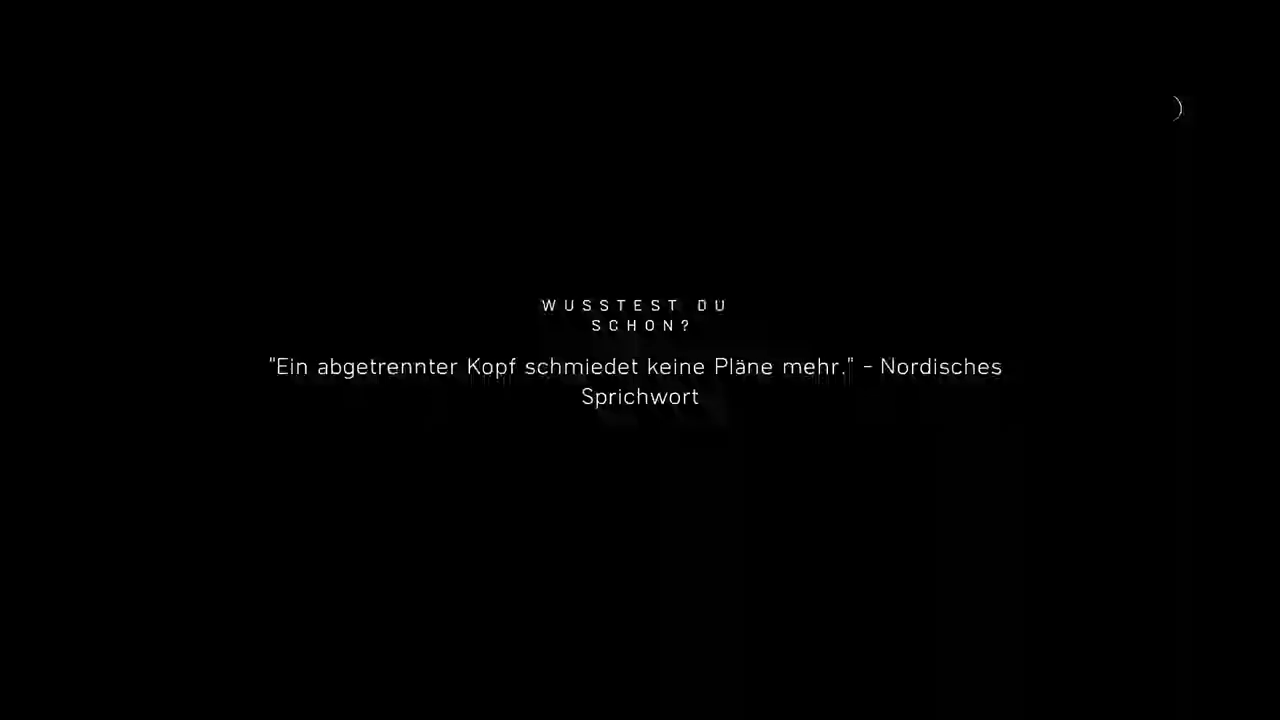 WUSSTEST DU
SCHON?
"Ein abgetrennter Kopf schmiedet keine Pläne mehr." - Nordisches
Sprichwort